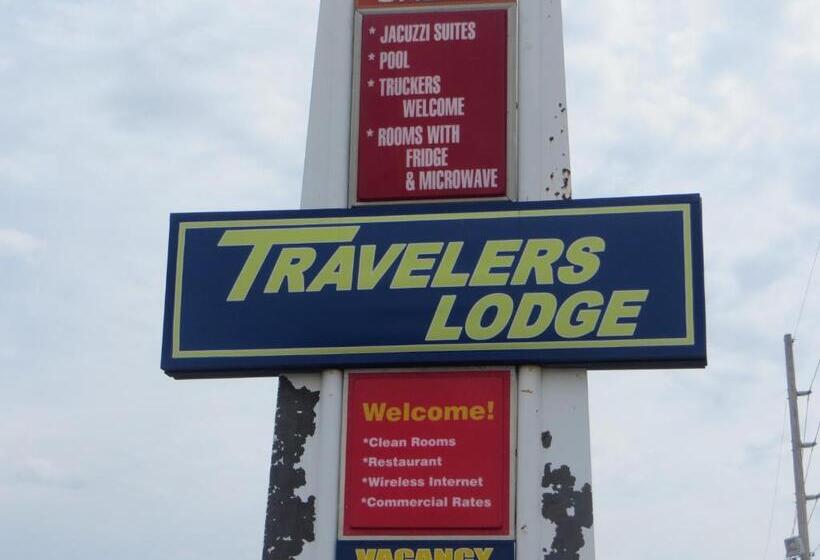 * JACUZZI SUITES
* POOL
* TRUCKERS
WELCOME
* ROOMS WITH
FRIDGE
& MICROWAVE
TRAVELERS
LODGE
Welcome!
*Clean Rooms
*Restaurant
*Wireless Internet
*Commercial Rates
VACANCY